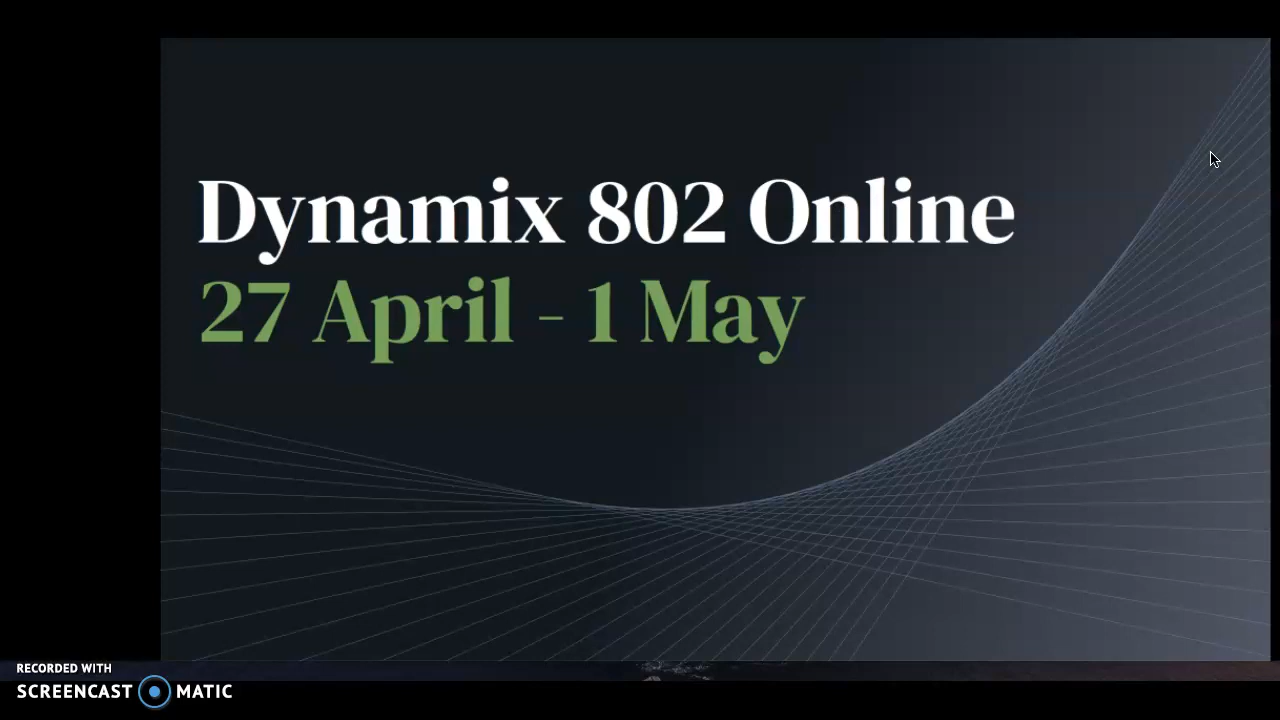 Dynamix 802 Online
27 April - 1 May
RECORDED WITH
SCREENCAST MATIC